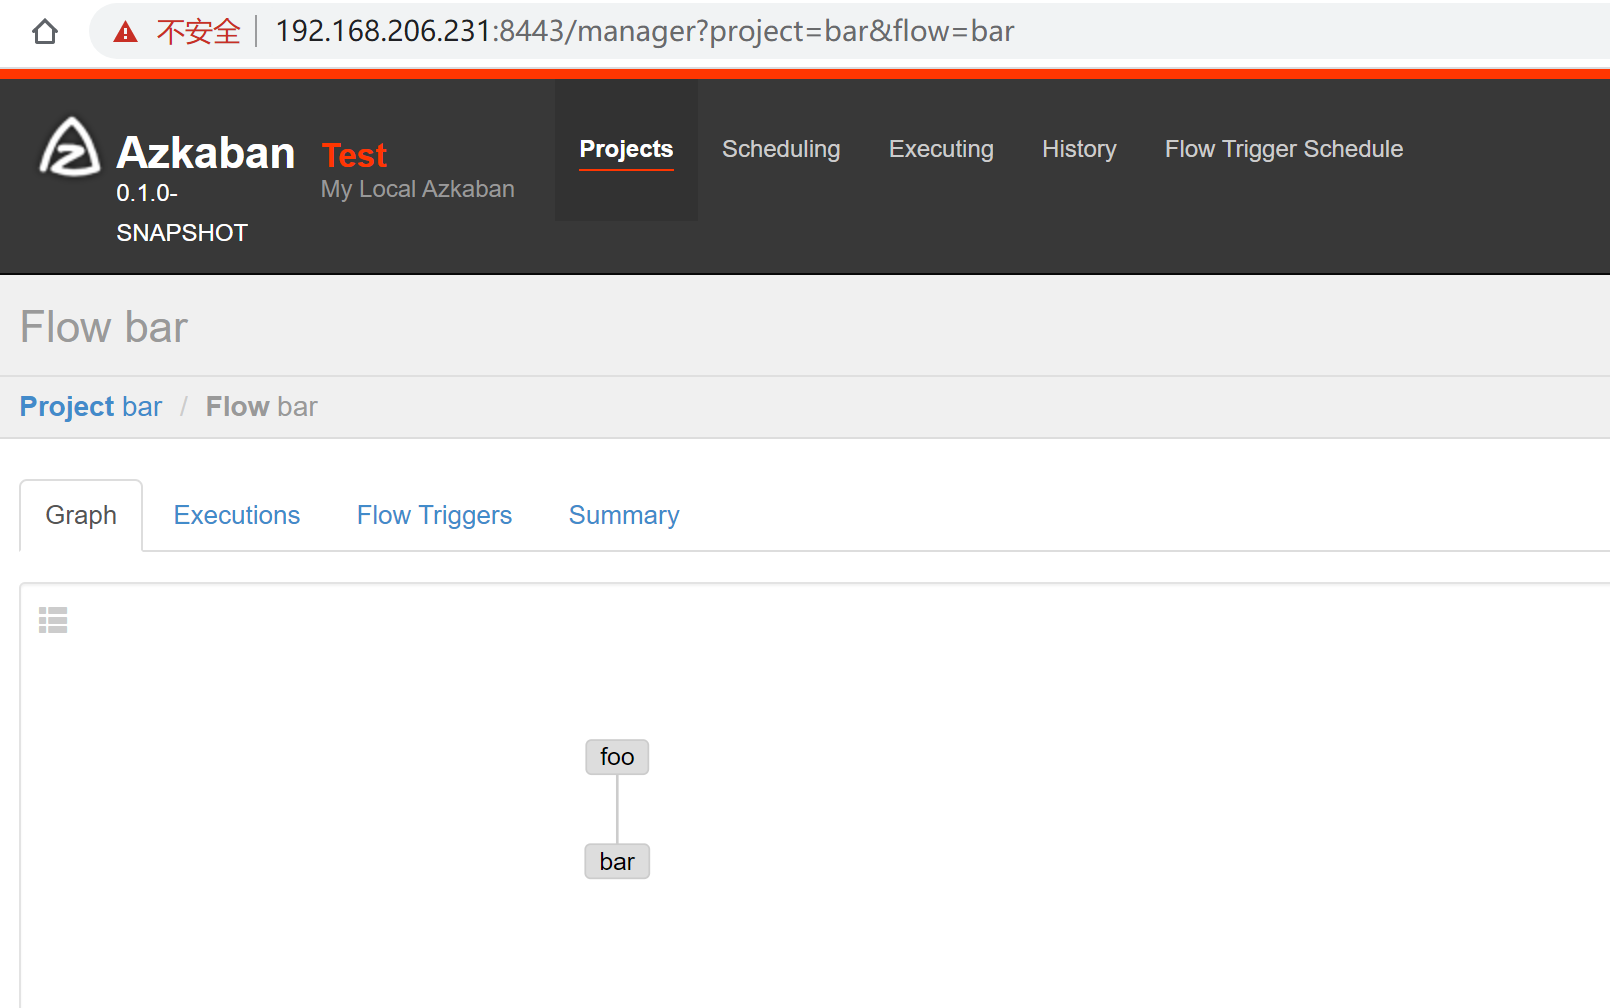 不安全 192.168.206.231:8443/manager?project=bar&flow=bar
Azkaban
0.1.0-
SNAPSHOT
Test
My Local Azkaban
Projects Scheduling Executing History Flow Trigger Schedule
Flow bar
Project bar / Flow bar
Graph Executions Flow Triggers Summary
foo
bar